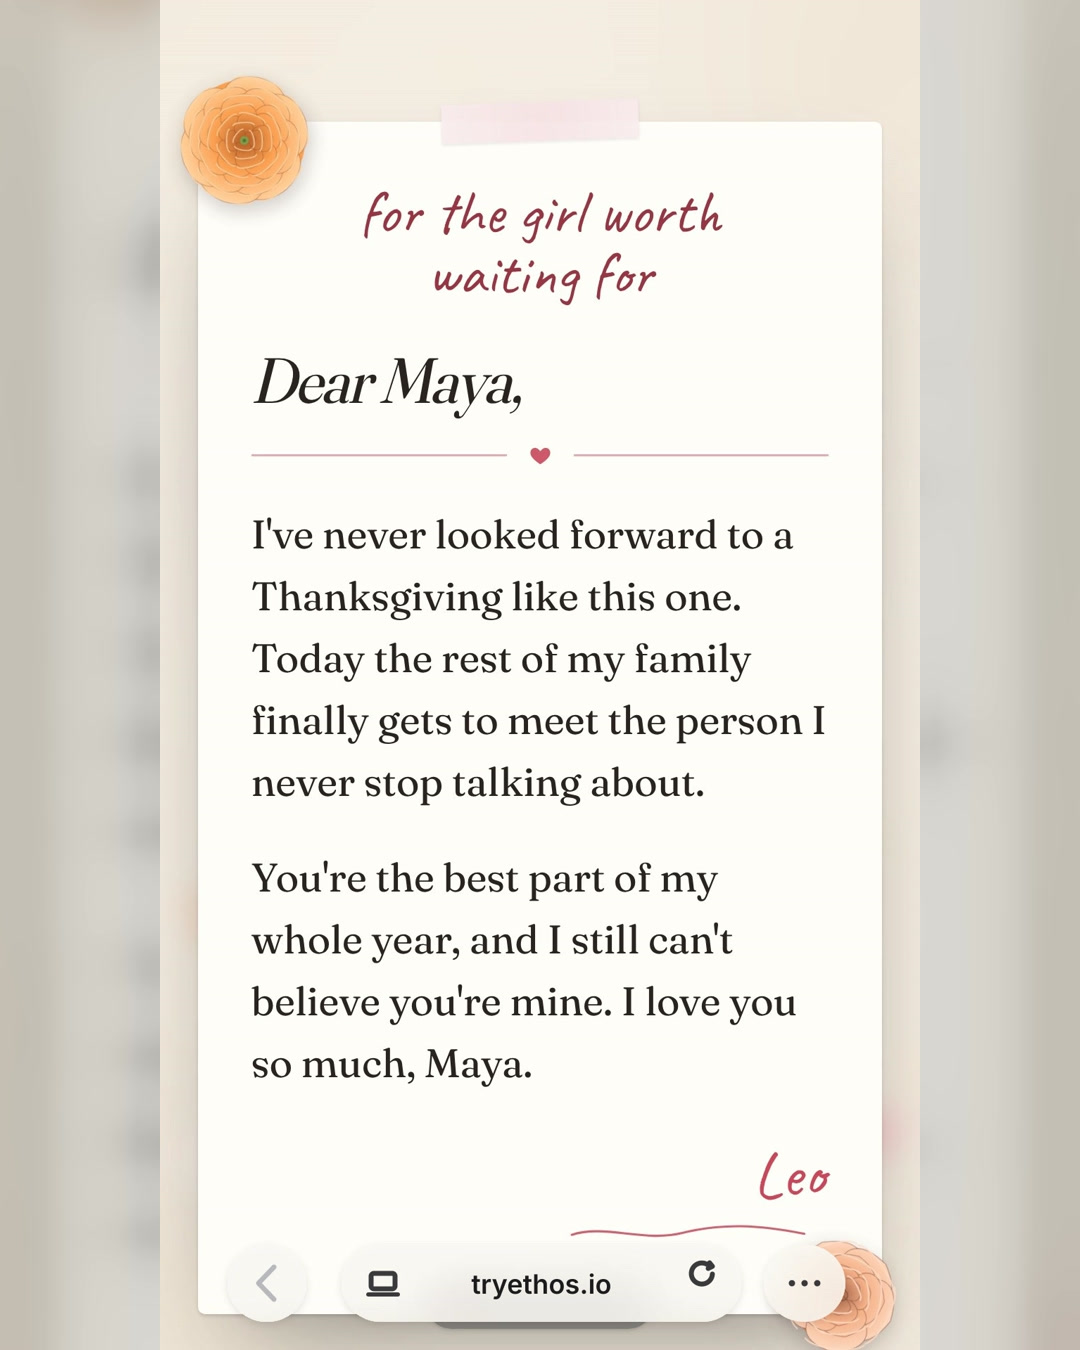 for the girl worth
waiting for
Dear Maya,
I've never looked forward to a
Thanksgiving like this one.
Today the rest of my family
finally gets to meet the person I
never stop talking about.
You're the best part of my
whole year, and I still can't
believe you're mine. I love you
so much, Maya.
Leo
tryethos.io